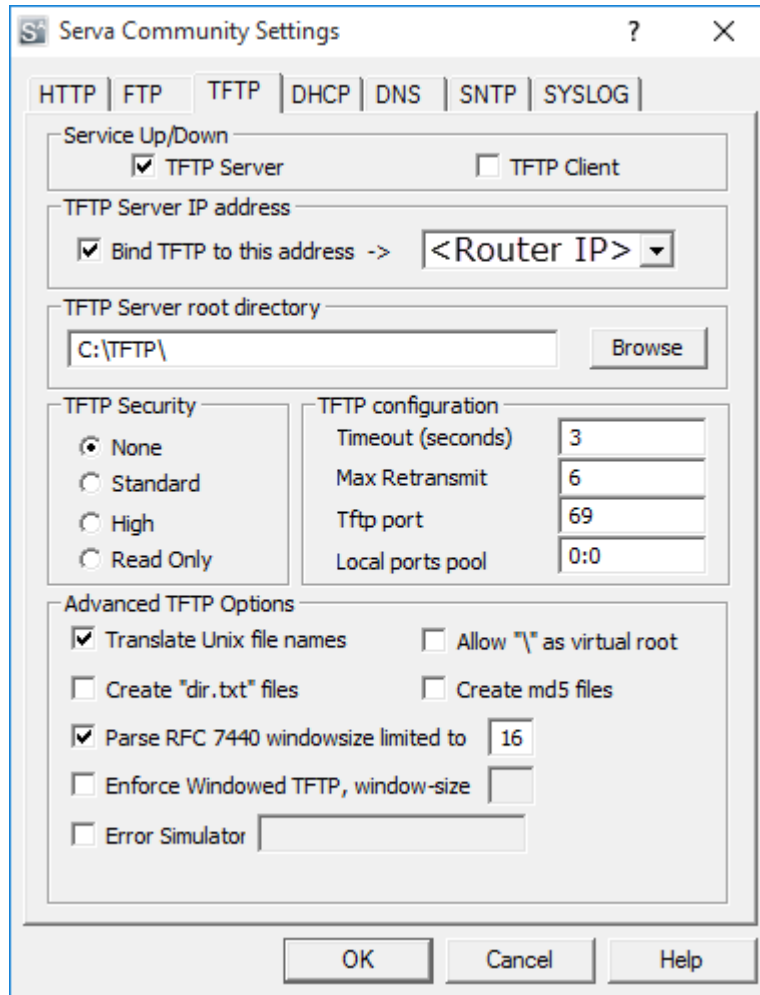 Serva Community Settings
HTTP FTP TFTP DHCP DNS SNTP SYSLOG
Service Up/Down
TFTP Server TFTP Client
TFTP Server IP address
Bind TFTP to this address -> <Router IP>
TFTP Server root directory
C:\TFTP\ Browse
TFTP Security TFTP configuration
None Timeout (seconds) 3
Standard Max Retransmit 6
High Tftp port 69
Read Only Local ports pool 0:0
Advanced TFTP Options
Translate Unix file names Allow "\" as virtual root
Create "dir.txt" files Create md5 files
Parse RFC 7440 windowsize limited to 16
Enforce Windowed TFTP, window-size
Error Simulator
OK Cancel Help